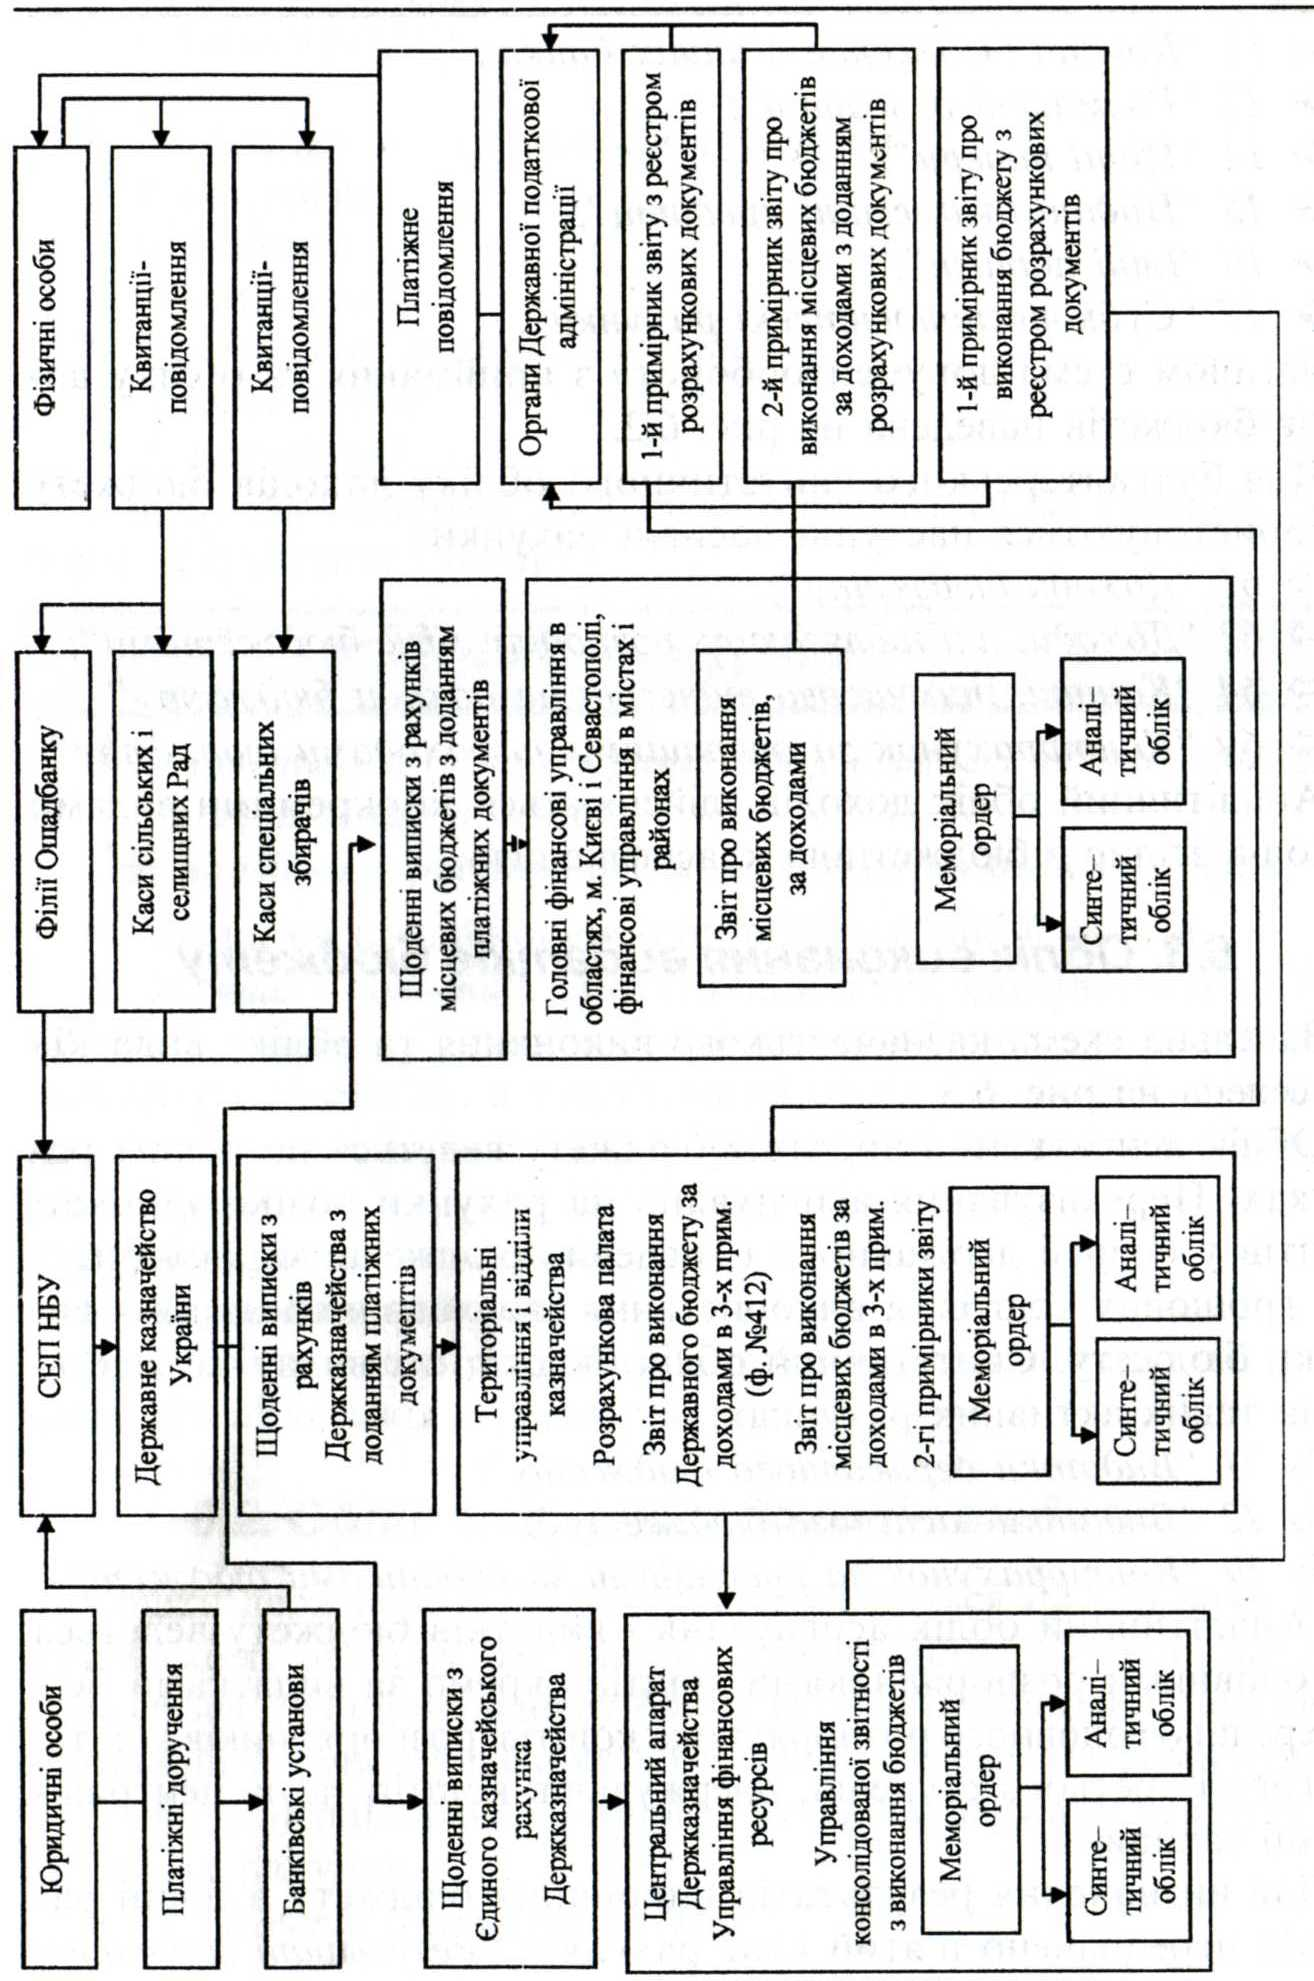 Юридичні особи
Платіжні доручення
Банківські установи
Щоденні виписки з
Єдиного казначейського
рахунка
Держказначейства
Центральний апарат
Держказначейства
Управління фінансових
ресурсів
Управління
консолідованої звітності
з виконання бюджетів
Меморіальний
ордер
Синте–
тичний
облік
Аналі–
тичний
облік
СЕП НБУ
Державне казначейство
України
Щоденні виписки з
рахунків
Держказначейства з
доданням платіжних
документів
Територіальні
управління відділи
казначейства
Розрахункова палата
Звіт про виконання
Державного бюджету за
доходами в 3-х прим.
(ф. №412)
Звіт про виконання
місцевих бюджетів за
доходами в 3-х прим.
2-гі примірники звіту
Меморіальний
ордер
Синте–
тичний
облік
Аналі-
тичний
облік
Філії Ощадбанку
Каси сільських і
селищних Рад
Каси спеціальних
збирачів
Щоденні виписки з рахунків
місцевих бюджетів з доданням
платіжних документів
Головні фінансові управління в
областях, м. Києві і Севастополі,
фінансові управління в містах і
районах
Звіт про виконання
місцевих бюджетів,
за доходами
Меморіальний
ордер
Синте-
тичний
облік
Аналі-
тичний
облік
Фізичні особи
Квитанції-
повідомлення
Квитанції-
повідомлення
Платіжне
повідомлення
Органи Державної податкової
адміністрації
1-й примірник звіту з реєстром
розрахункових документів
2-й примірник звіту про
виконання місцевих бюджетів
за доходами з доданням
розрахункових документів
1-й примірник звіту про
виконання бюджету з
реєстром розрахункових
документів